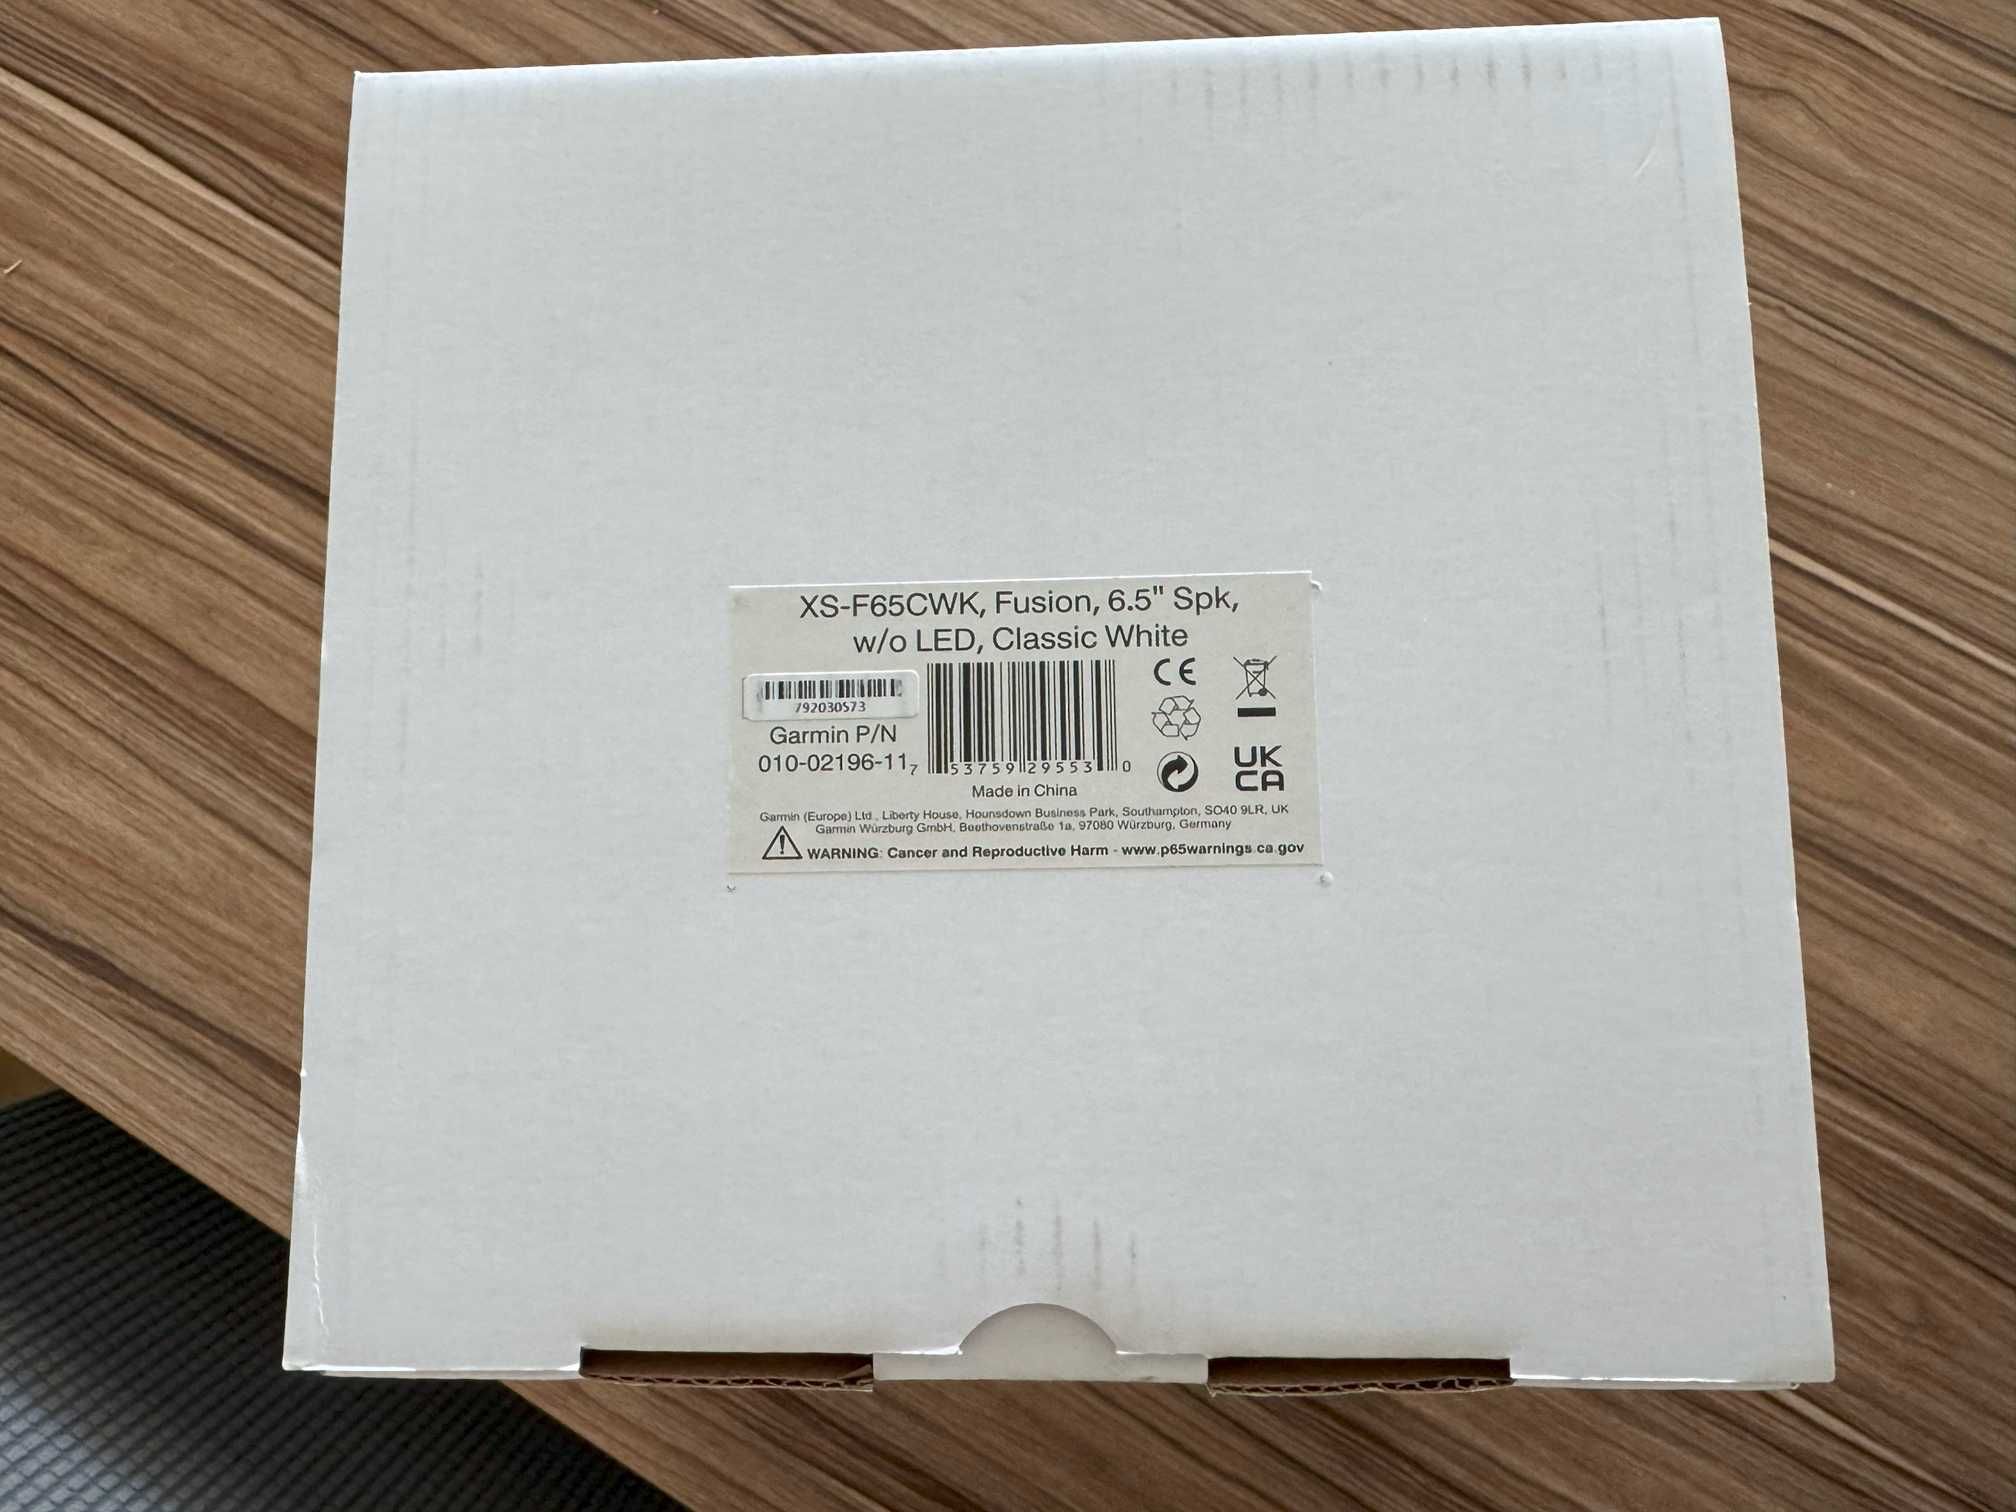 XS-F65CWK, Fusion, 6.5" Spk,
w/o LED, Classic White
792030573
Garmin P/N
010-02196-11
7 53759 29553 0
CE
UK
CA
Made in China
Garmin (Europe) Ltd., Liberty House, Hounsdown Business Park, Southampton, SO40 9LR, UK
Garmin Würzburg GmbH, Beethovenstraße 1a, 97080 Würzburg, Germany
WARNING: Cancer and Reproductive Harm - www.p65warnings.ca.gov